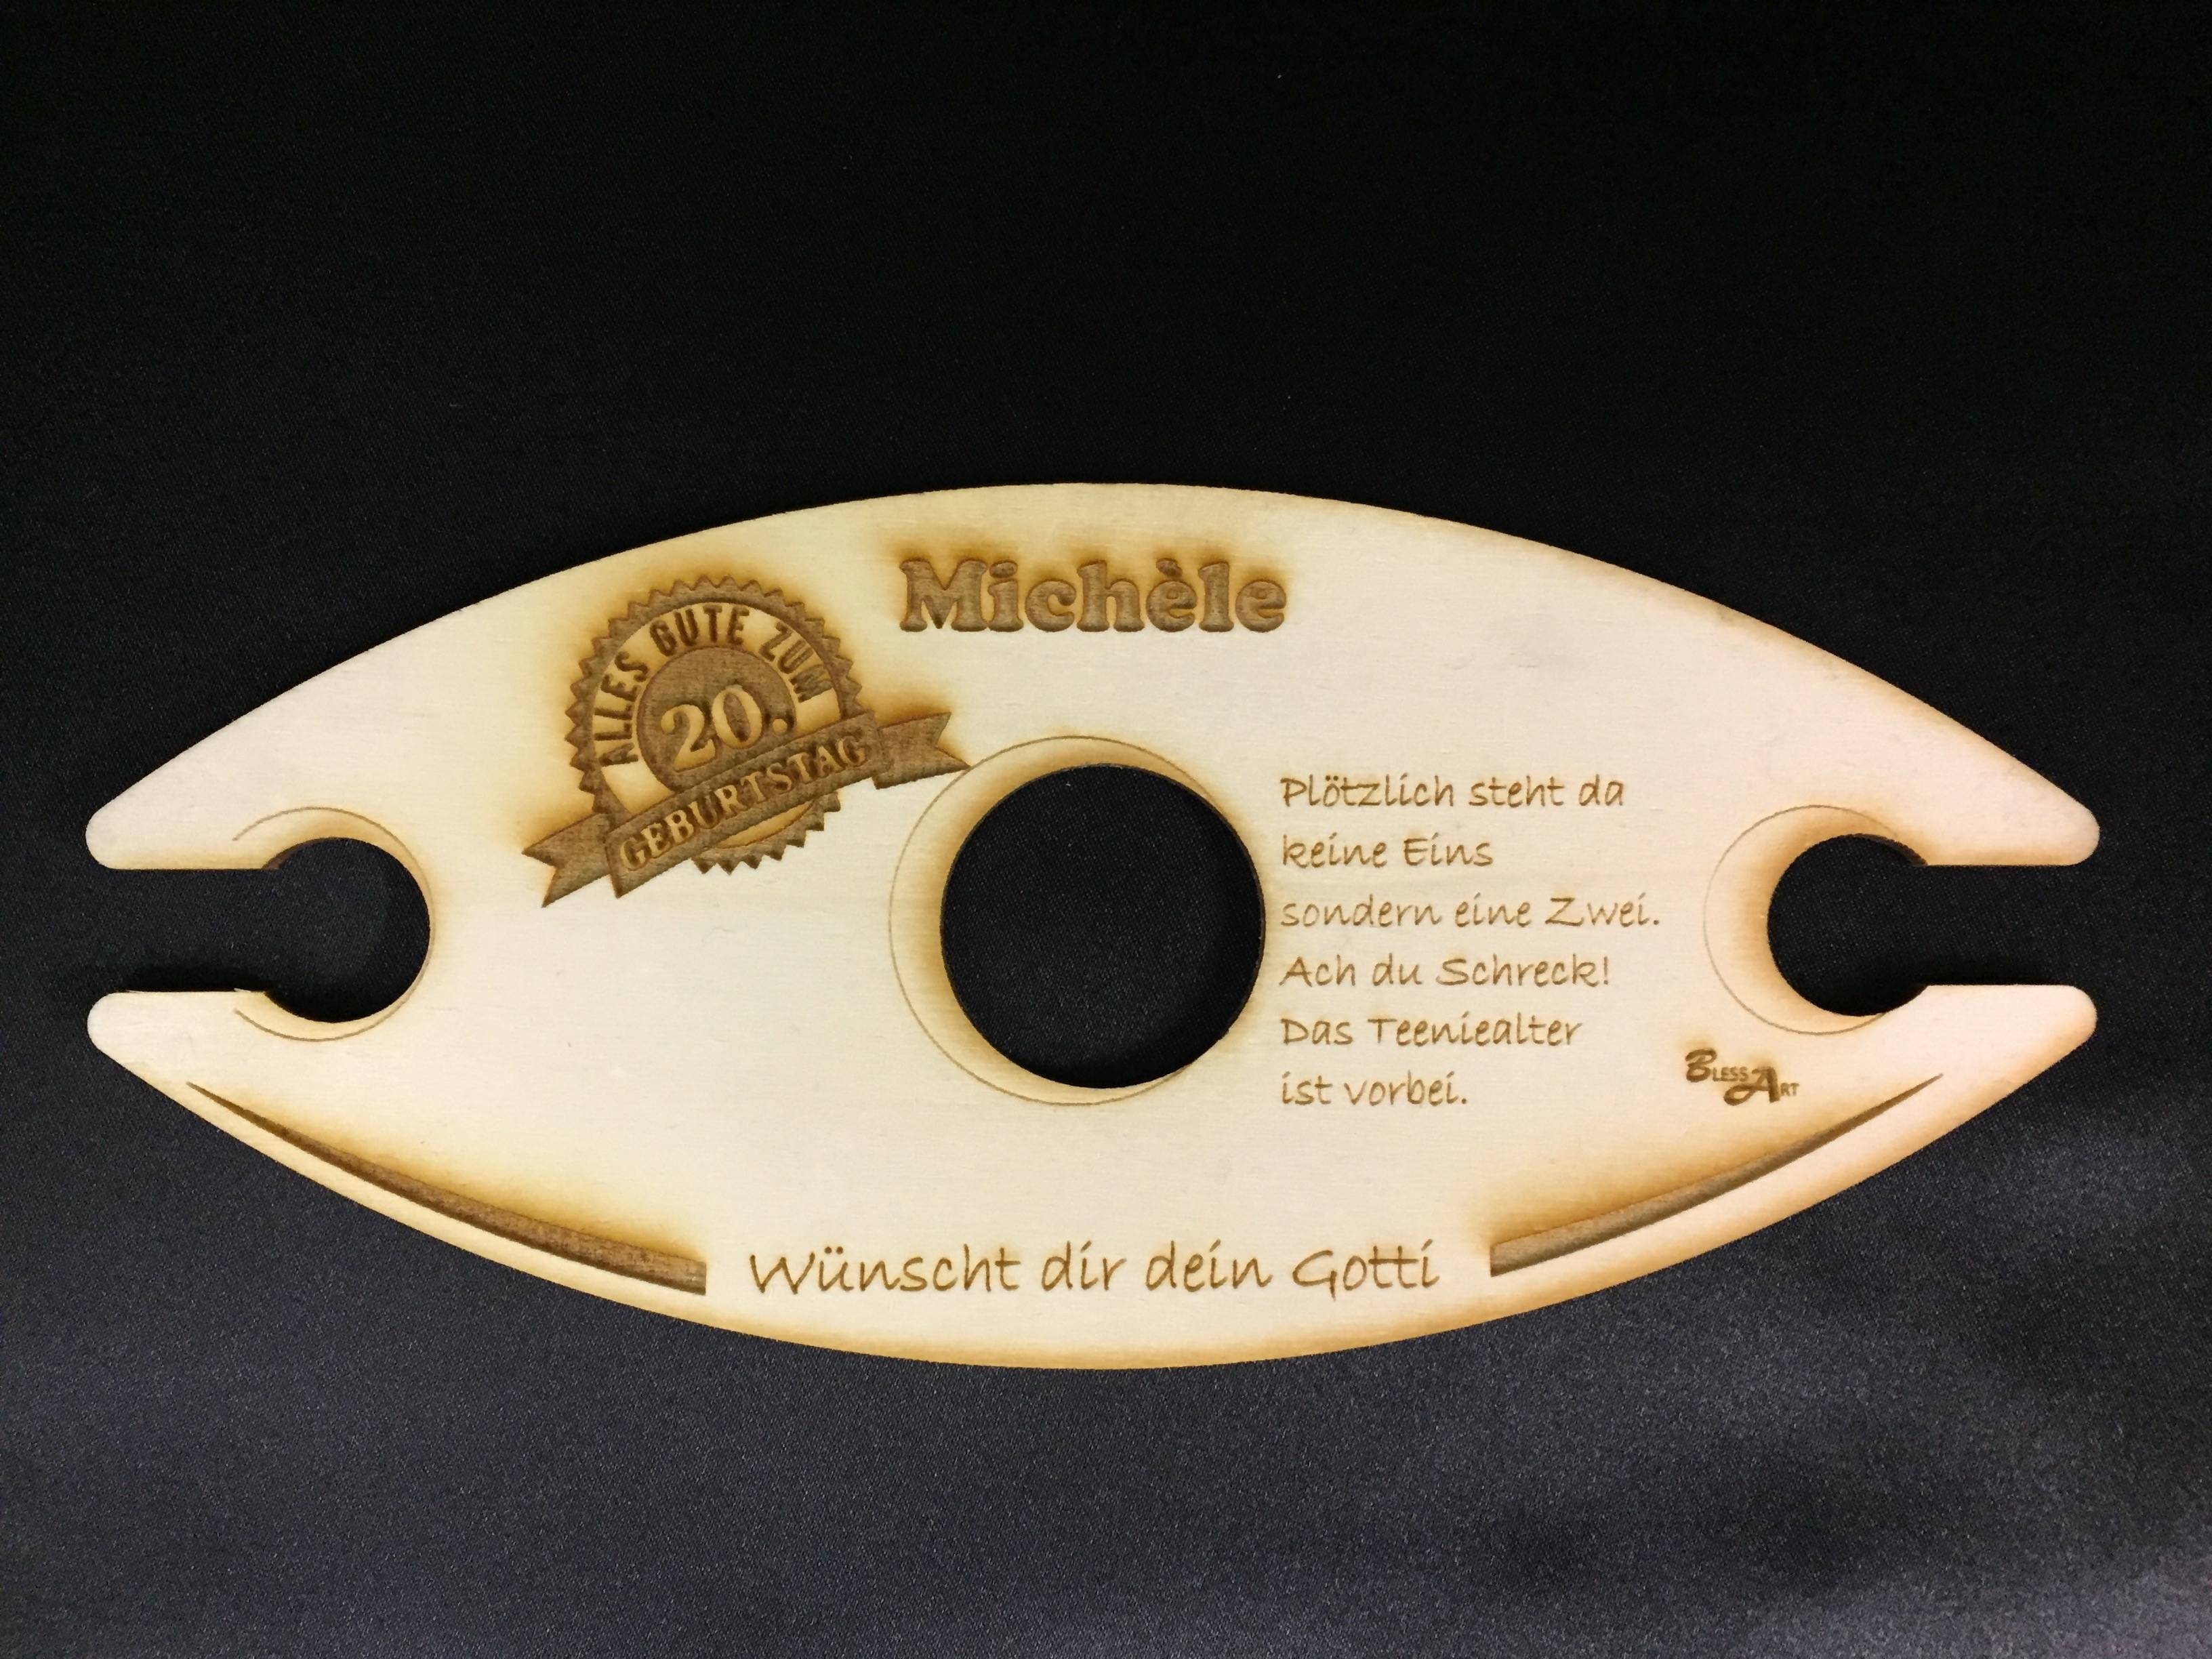 Michèle
ALLES GUTE ZUM
20.
GEBURTSTAG
Plötzlich steht da
keine Eins
sondern eine Zwei.
Ach du Schreck!
Das Teeniealter
ist vorbei.
BLESS ART
Wünscht dir dein Gotti